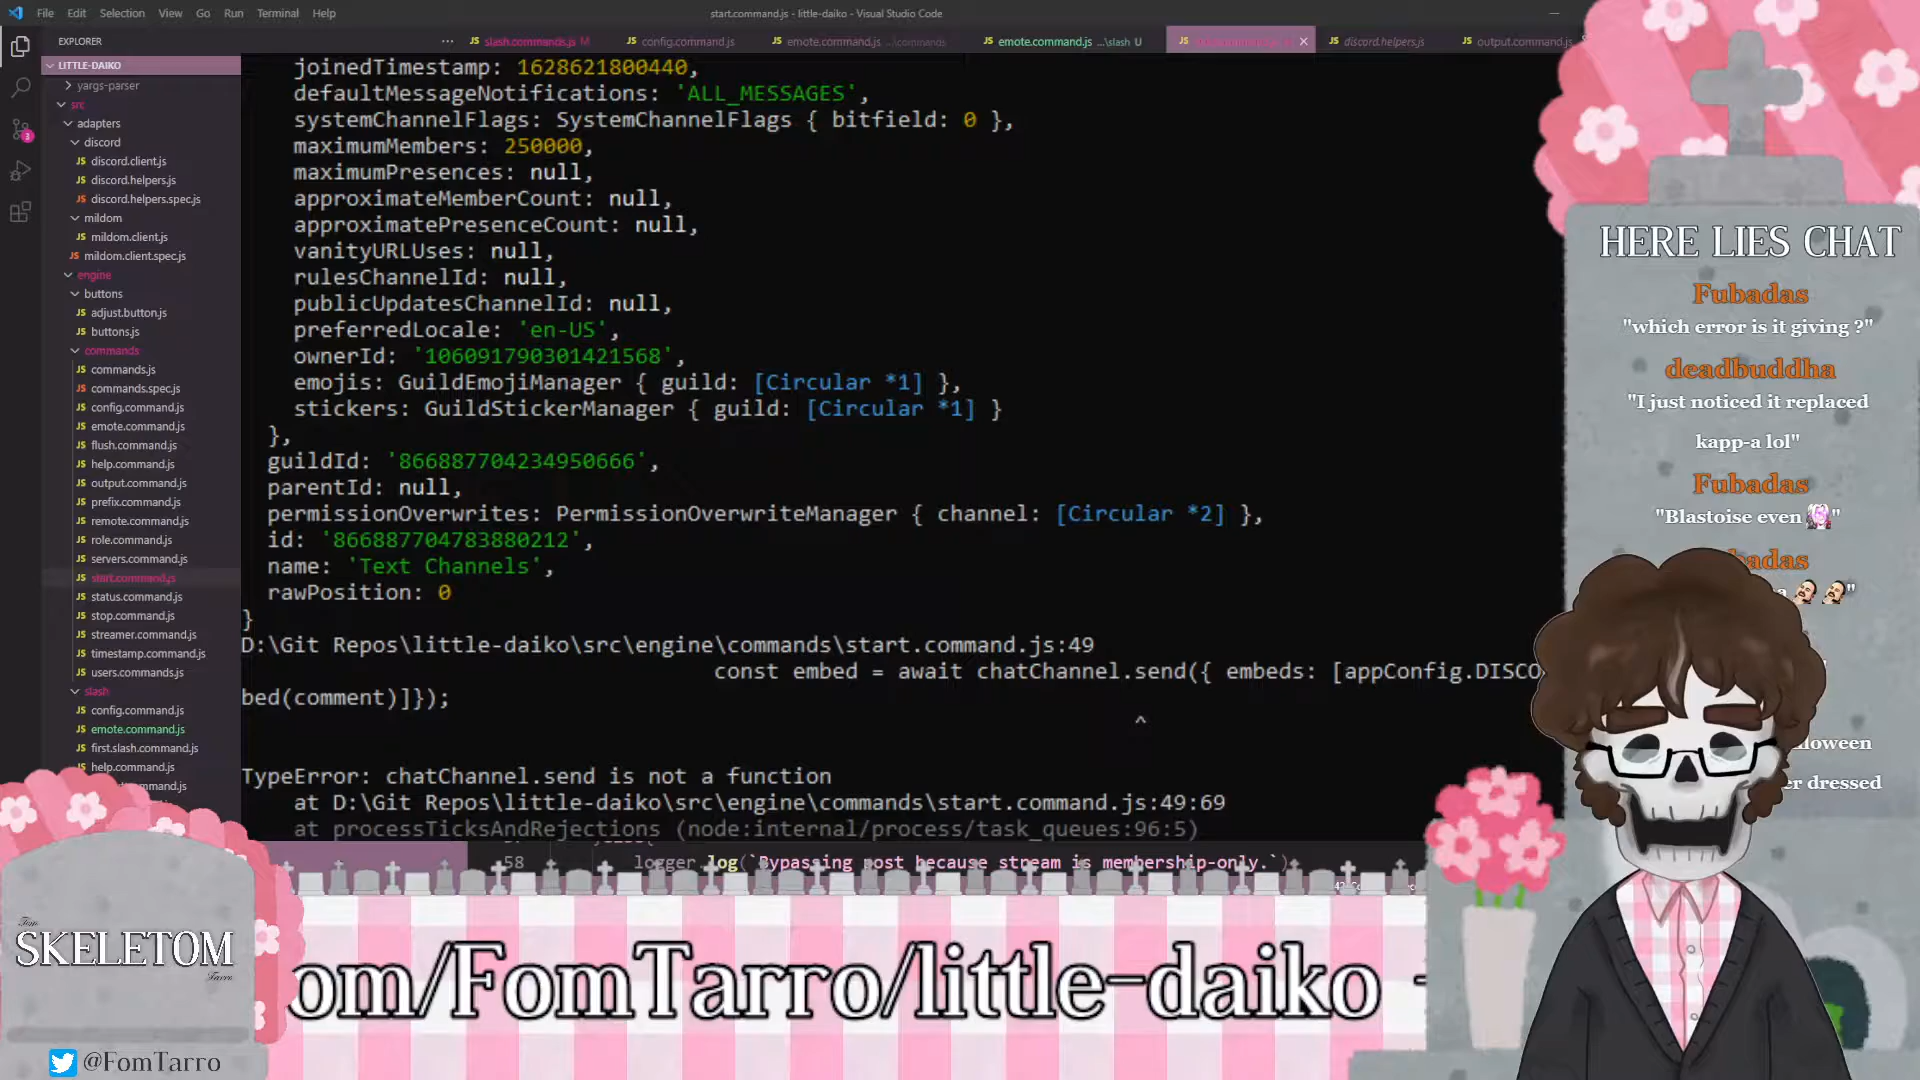 File Edit Selection View Go Run Terminal Help
start.command.js - little-daiko - Visual Studio Code
EXPLORER
slash.commands.js M
config.command.js
emote.command.js ...\commands
emote.command.js ...\slash U
discord.helpers.js
output.command.js
LITTLE-DAIKO
yargs-parser
src
adapters
discord
discord.client.js
discord.helpers.js
discord.helpers.spec.js
mildom
mildom.client.js
mildom.client.spec.js
engine
buttons
adjust.button.js
buttons.js
commands
commands.js
commands.spec.js
config.command.js
emote.command.js
flush.command.js
help.command.js
output.command.js
prefix.command.js
remote.command.js
role.command.js
servers.command.js
start.command.js
status.command.js
stop.command.js
streamer.command.js
timestamp.command.js
users.command.js
slash
config.command.js
emote.command.js
first.slash.command.js
help.command.js
joinedTimestamp: 1628621800440,
defaultMessageNotifications: 'ALL_MESSAGES',
systemChannelFlags: SystemChannelFlags { bitfield: 0 },
maximumMembers: 250000,
maximumPresences: null,
approximateMemberCount: null,
approximatePresenceCount: null,
vanityURLUses: null,
rulesChannelId: null,
publicUpdatesChannelId: null,
preferredLocale: 'en-US',
ownerId: '106091790301421568',
emojis: GuildEmojiManager { guild: [Circular *1] },
stickers: GuildStickerManager { guild: [Circular *1] }
},
guildId: '866887704234950666',
parentId: null,
permissionOverwrites: PermissionOverwriteManager { channel: [Circular *2] },
id: '866887704783880212',
name: 'Text Channels',
rawPosition: 0
}
D:\Git Repos\little-daiko\src\engine\commands\start.command.js:49
const embed = await chatChannel.send({ embeds: [appConfig.DISCO
bed(comment)]});
^
TypeError: chatChannel.send is not a function
at D:\Git Repos\little-daiko\src\engine\commands\start.command.js:49:69
at processTicksAndRejections (node:internal/process/task_queues:96:5)
58 logger.log(`Bypassing post because stream is membership-only.`)
HERE LIES CHAT
Fubadas
"which error is it giving ?"
deadbuddha
"I just noticed it replaced
kapp-a lol"
Fubadas
"Blastoise even "
badas
lloween
er dressed
Tom
SKELETOM
Tarro
@FomTarro
om/FomTarro/little-daiko -